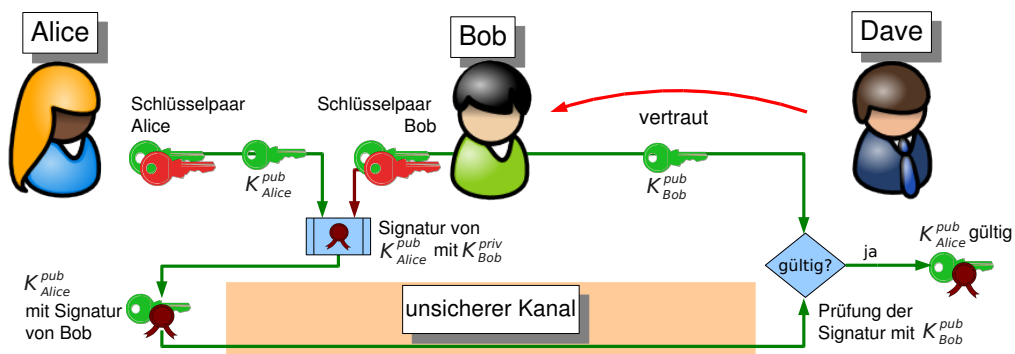 Alice
Bob
Dave
Schlüsselpaar
Alice
Schlüsselpaar
Bob
vertraut
K^pub_Alice
K^pub_Bob
Signatur von
K^pub_Alice mit K^priv_Bob
gültig?
ja
K^pub_Alice gültig
K^pub_Alice
mit Signatur
von Bob
unsicherer Kanal
Prüfung der
Signatur mit K^pub_Bob